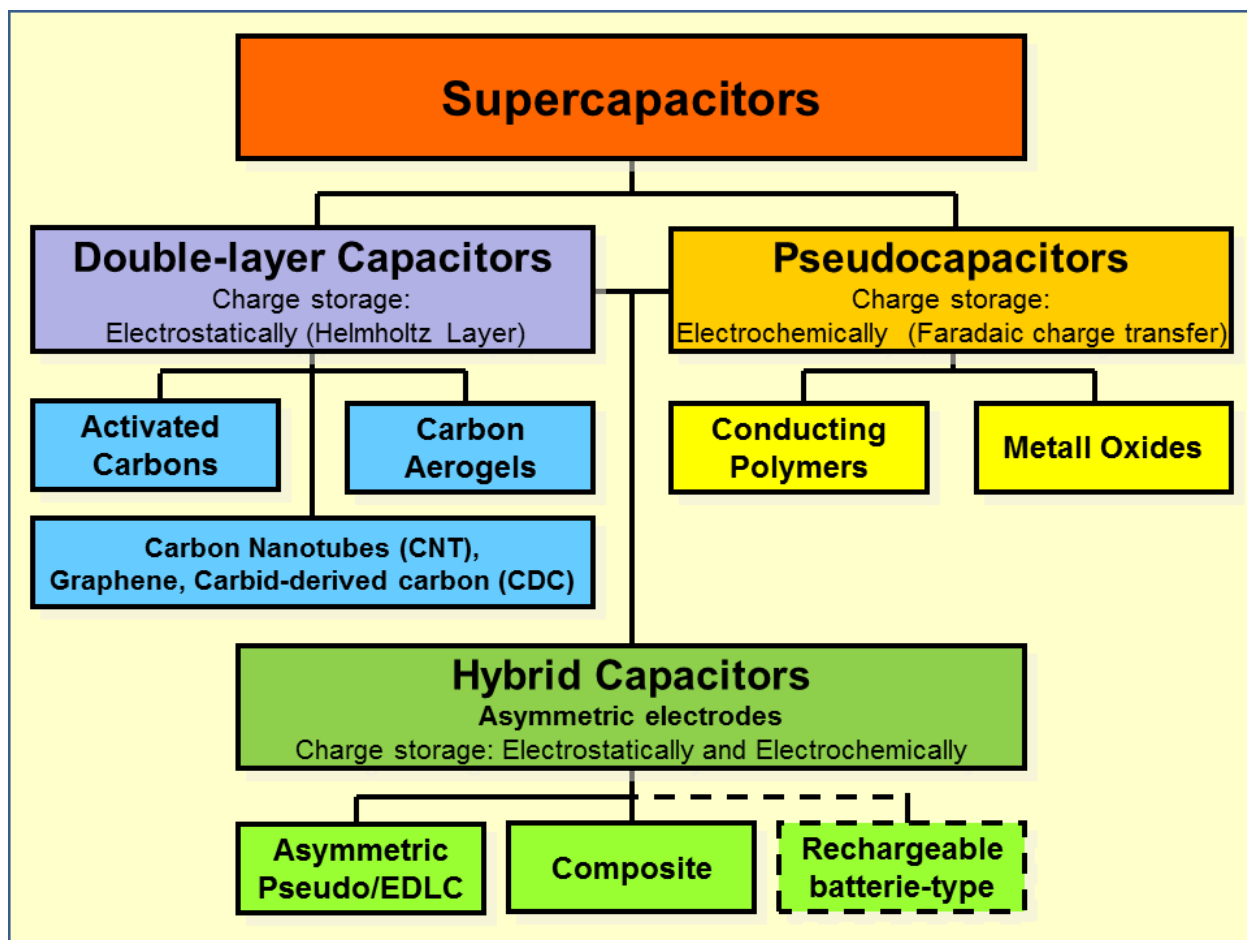 Supercapacitors
Double-layer Capacitors
Charge storage:
Electrostatically (Helmholtz Layer)
Pseudocapacitors
Charge storage:
Electrochemically (Faradaic charge transfer)
Activated
Carbons
Carbon
Aerogels
Conducting
Polymers
Metall Oxides
Carbon Nanotubes (CNT),
Graphene, Carbid-derived carbon (CDC)
Hybrid Capacitors
Asymmetric electrodes
Charge storage: Electrostatically and Electrochemically
Asymmetric
Pseudo/EDLC
Composite
Rechargeable
batterie-type